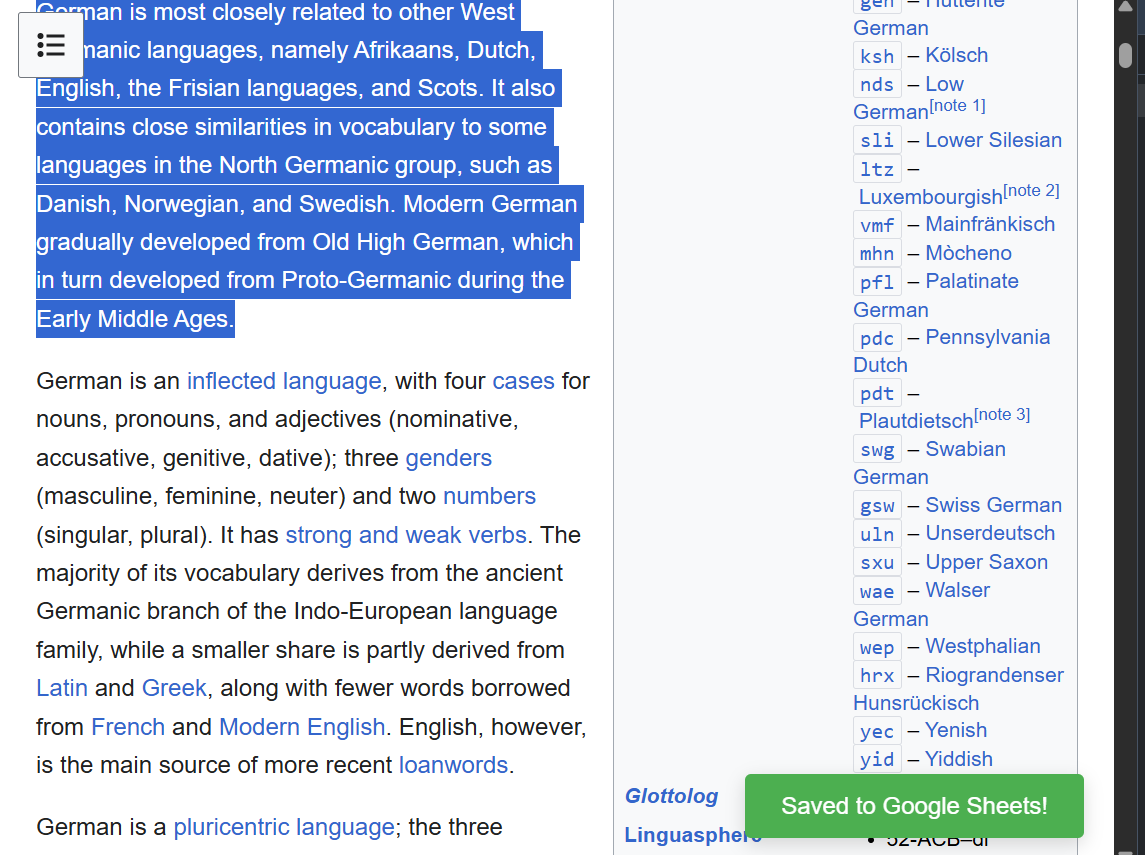 German is most closely related to other West
manic languages, namely Afrikaans, Dutch,
English, the Frisian languages, and Scots. It also
contains close similarities in vocabulary to some
languages in the North Germanic group, such as
Danish, Norwegian, and Swedish. Modern German
gradually developed from Old High German, which
in turn developed from Proto-Germanic during the
Early Middle Ages.
German is an inflected language, with four cases for
nouns, pronouns, and adjectives (nominative,
accusative, genitive, dative); three genders
(masculine, feminine, neuter) and two numbers
(singular, plural). It has strong and weak verbs. The
majority of its vocabulary derives from the ancient
Germanic branch of the Indo-European language
family, while a smaller share is partly derived from
Latin and Greek, along with fewer words borrowed
from French and Modern English. English, however,
is the main source of more recent loanwords.
German is a pluricentric language; the three
geh – Hutterite
German
ksh – Kölsch
nds – Low
German[note 1]
sli – Lower Silesian
ltz –
Luxembourgish[note 2]
vmf – Mainfränkisch
mhn – Mòcheno
pfl – Palatinate
German
pdc – Pennsylvania
Dutch
pdt –
Plautdietsch[note 3]
swg – Swabian
German
gsw – Swiss German
uln – Unserdeutsch
sxu – Upper Saxon
wae – Walser
German
wep – Westphalian
hrx – Riograndenser
Hunsrückisch
yec – Yenish
yid – Yiddish
Glottolog
Saved to Google Sheets!
Linguasphere
• 52-ACB–dl